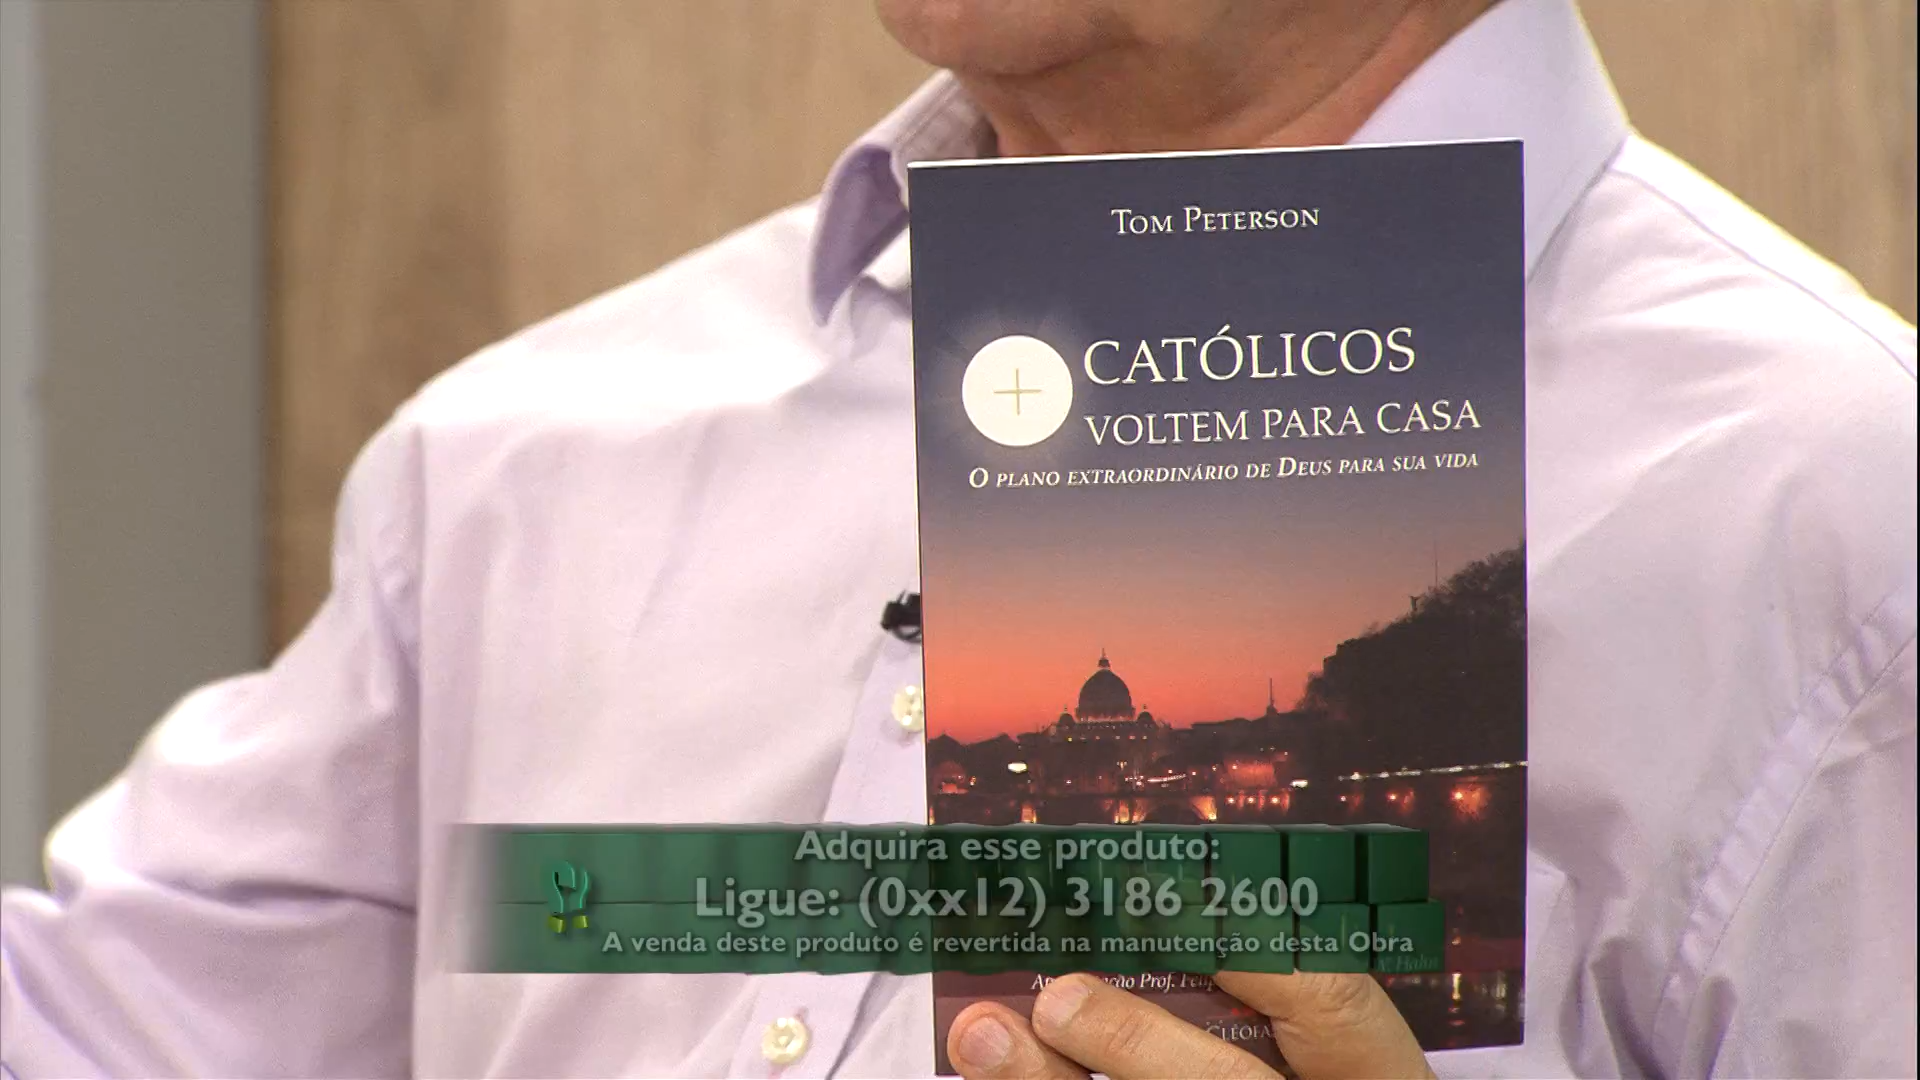 TOM PETERSON
CATÓLICOS
VOLTEM PARA CASA
O PLANO EXTRAORDINÁRIO DE DEUS PARA SUA VIDA
Adquira esse produto:
Ligue: (0xx12) 3186 2600
A venda deste produto é revertida na manutenção desta Obra
Prof.